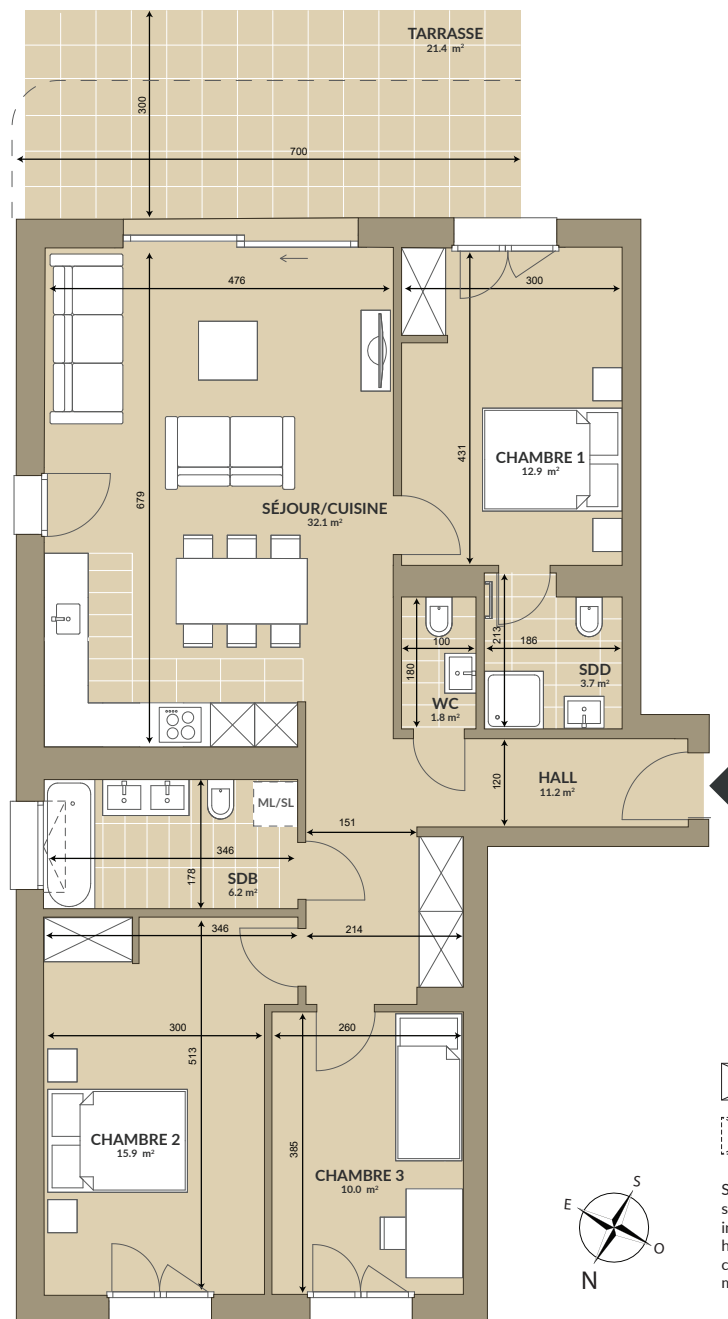 TARRASSE
21.4 m²
300
700
476
300
679
431
CHAMBRE 1
12.9 m²
SÉJOUR/CUISINE
32.1 m²
213
186
100
180
SDD
3.7 m²
WC
1.8 m²
HALL
11.2 m²
120
ML/SL
151
346
178
SDB
6.2 m²
346
214
300
513
260
385
CHAMBRE 2
15.9 m²
CHAMBRE 3
10.0 m²
S
E
O
N
S
s
i
h
c
m